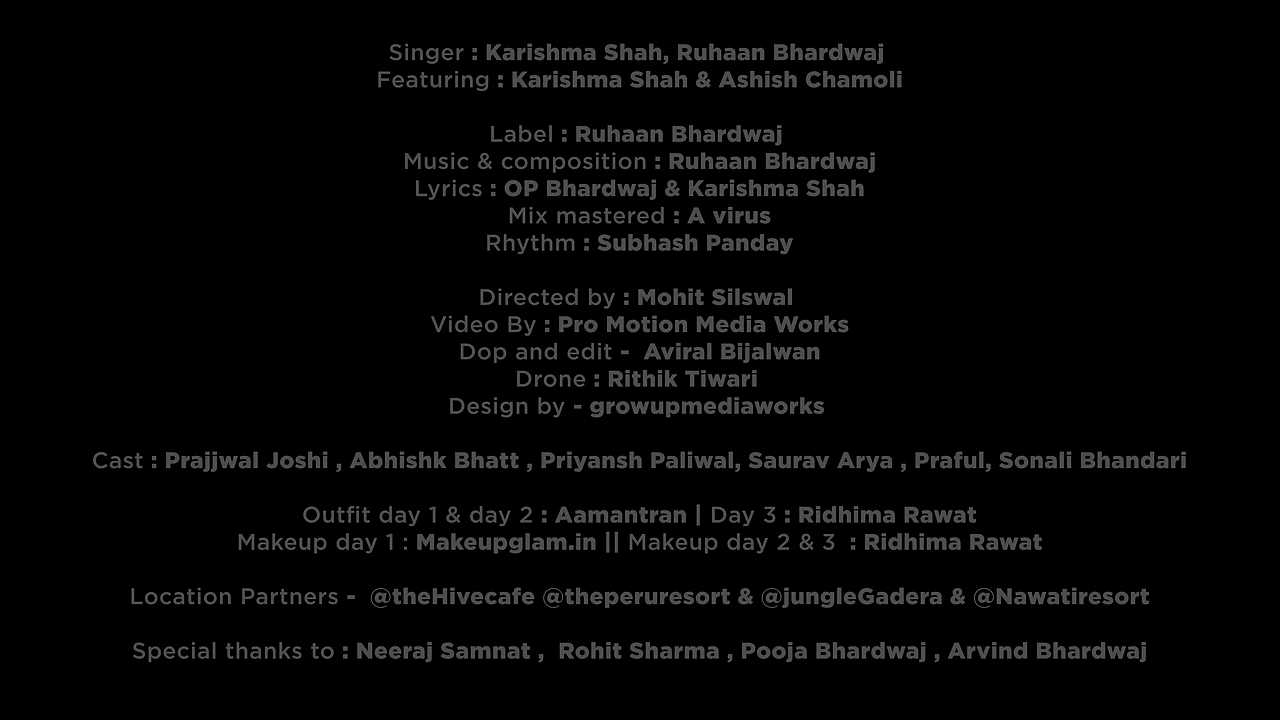 Singer : Karishma Shah, Ruhaan Bhardwaj
Featuring : Karishma Shah & Ashish Chamoli
Label : Ruhaan Bhardwaj
Music & composition : Ruhaan Bhardwaj
Lyrics : OP Bhardwaj & Karishma Shah
Mix mastered : A virus
Rhythm : Subhash Panday
Directed by : Mohit Silswal
Video By : Pro Motion Media Works
Dop and edit -  Aviral Bijalwan
Drone : Rithik Tiwari
Design by - growupmediaworks
Cast : Prajjwal Joshi , Abhishk Bhatt , Priyansh Paliwal, Saurav Arya , Praful, Sonali Bhandari
Outfit day 1 & day 2 : Aamantran | Day 3 : Ridhima Rawat
Makeup day 1 : Makeupglam.in || Makeup day 2 & 3  : Ridhima Rawat
Location Partners -  @theHivecafe @theperuresort & @jungleGadera & @Nawatiresort
Special thanks to : Neeraj Samnat ,  Rohit Sharma , Pooja Bhardwaj , Arvind Bhardwaj